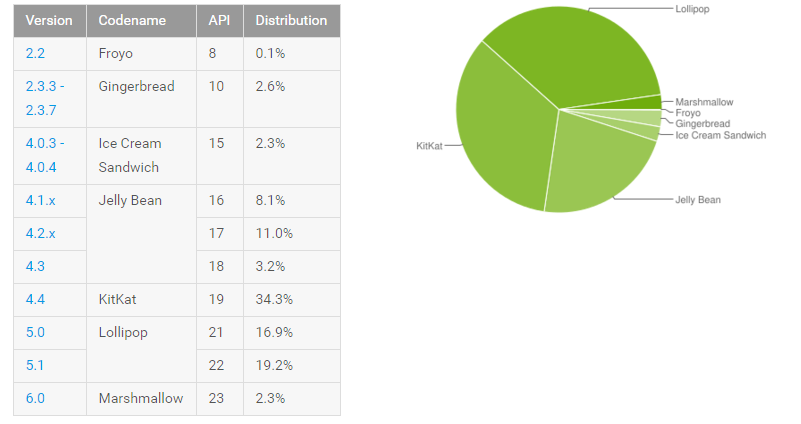 Version Codename API Distribution
2.2 Froyo 8 0.1%
2.3.3 - Gingerbread 10 2.6%
2.3.7
4.0.3 - Ice Cream 15 2.3%
4.0.4 Sandwich
4.1.x Jelly Bean 16 8.1%
4.2.x 17 11.0%
4.3 18 3.2%
4.4 KitKat 19 34.3%
5.0 Lollipop 21 16.9%
5.1 22 19.2%
6.0 Marshmallow 23 2.3%
Lollipop
Marshmallow
Froyo
Gingerbread
Ice Cream Sandwich
KitKat
Jelly Bean